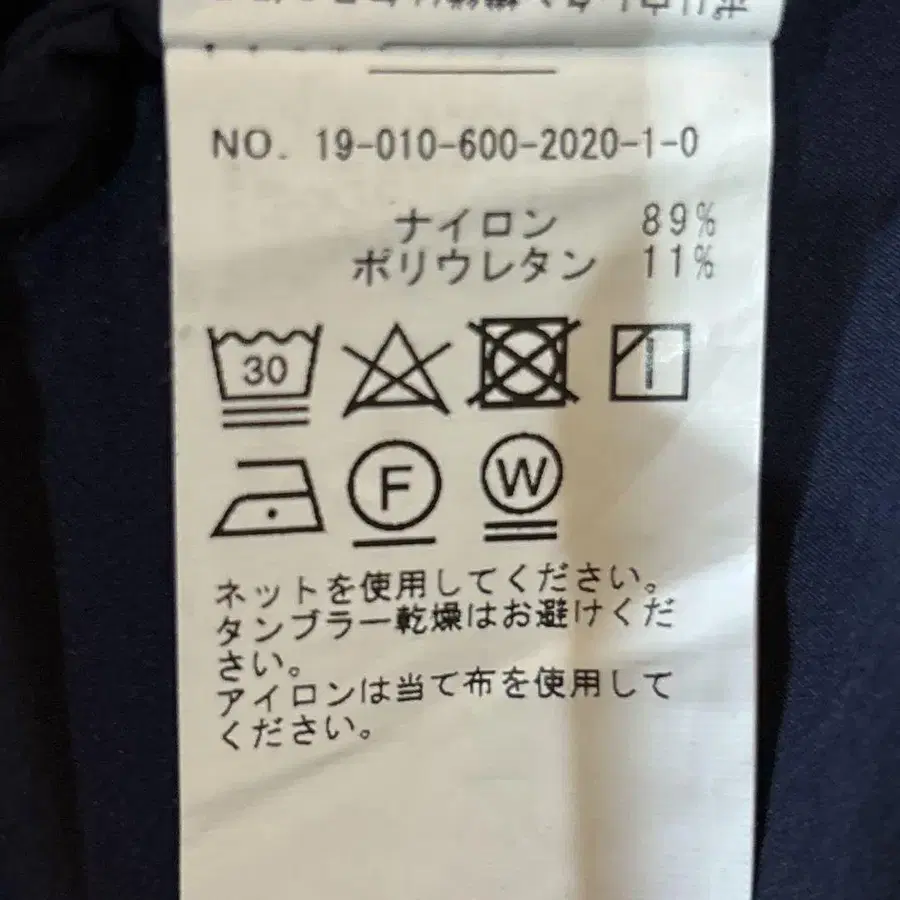 NO. 19-010-600-2020-1-0
ナイロン 89%
ポリウレタン 11%
30
F
W
ネットを使用してください。
タンブラー乾燥はお避けくだ
さい。
アイロンは当て布を使用して
ください。